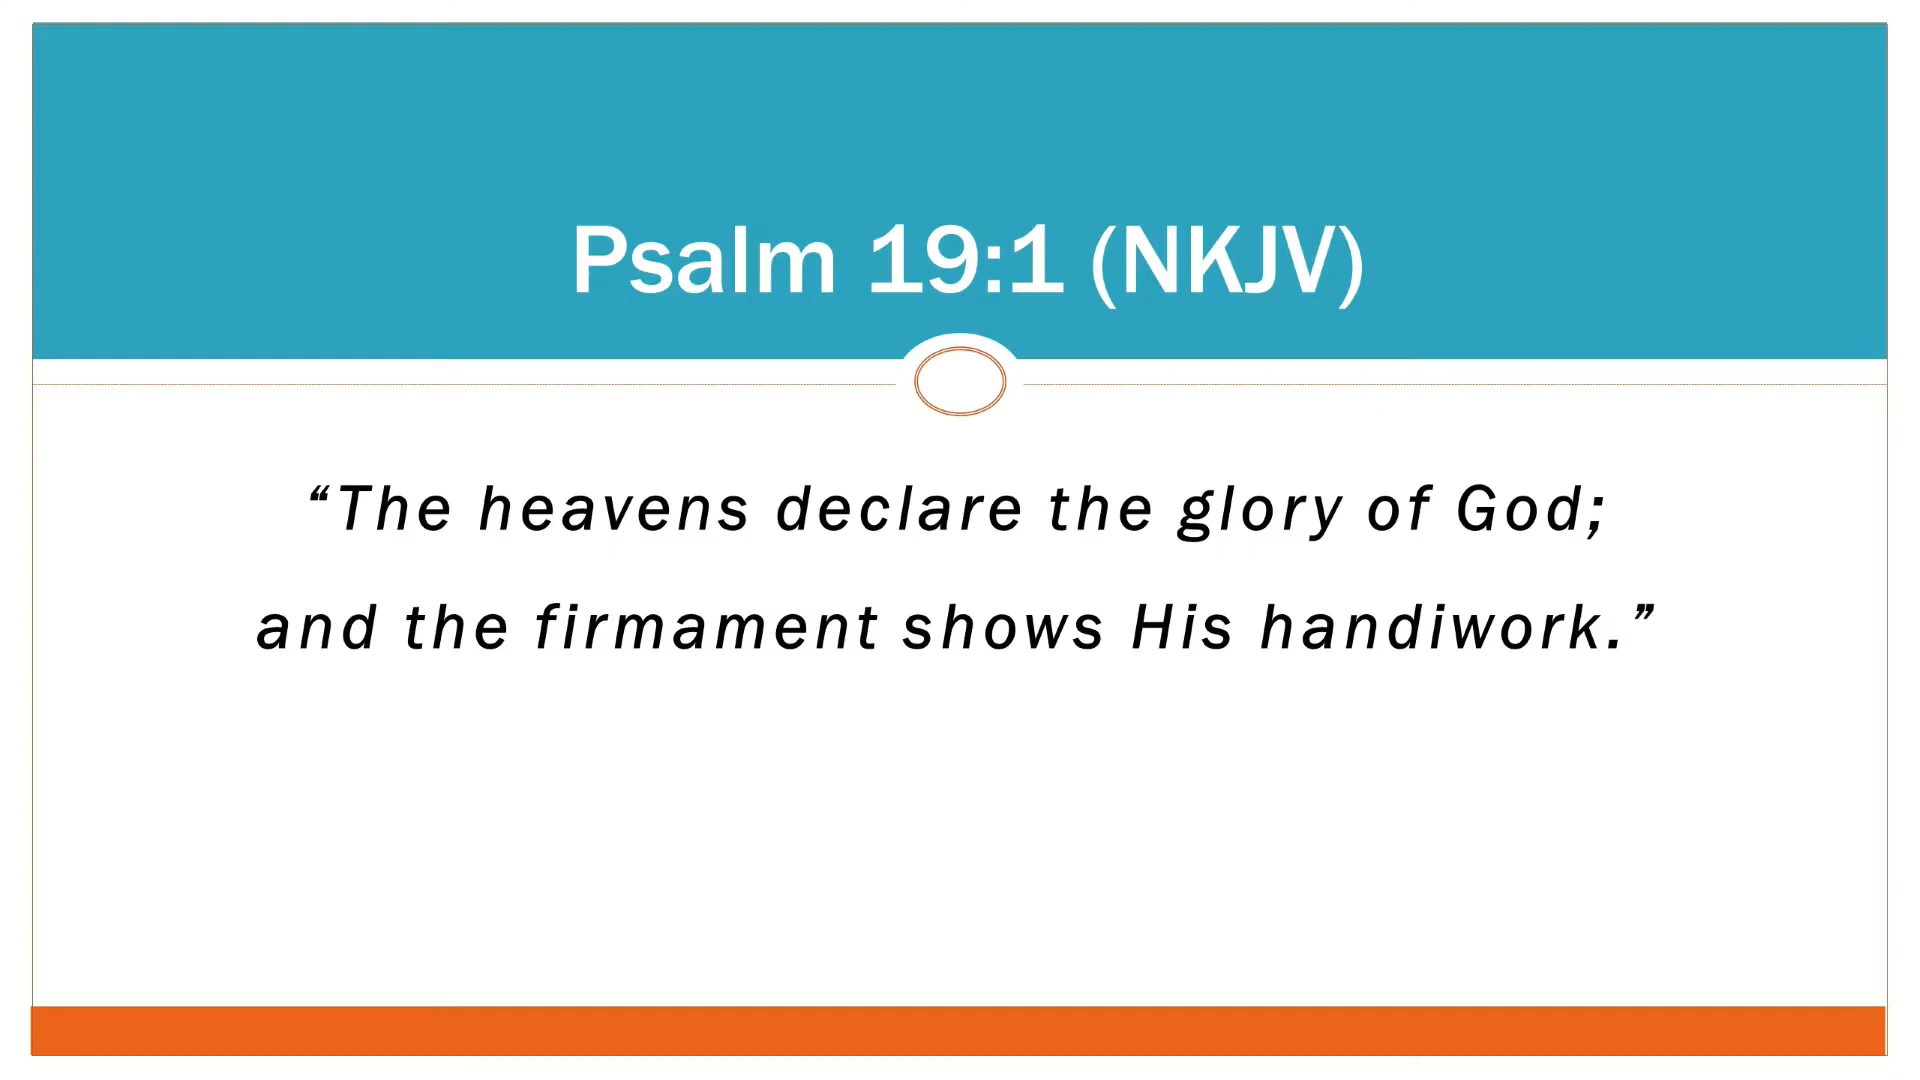 Psalm 19:1 (NKJV)
“The heavens declare the glory of God;
and the firmament shows His handiwork.”